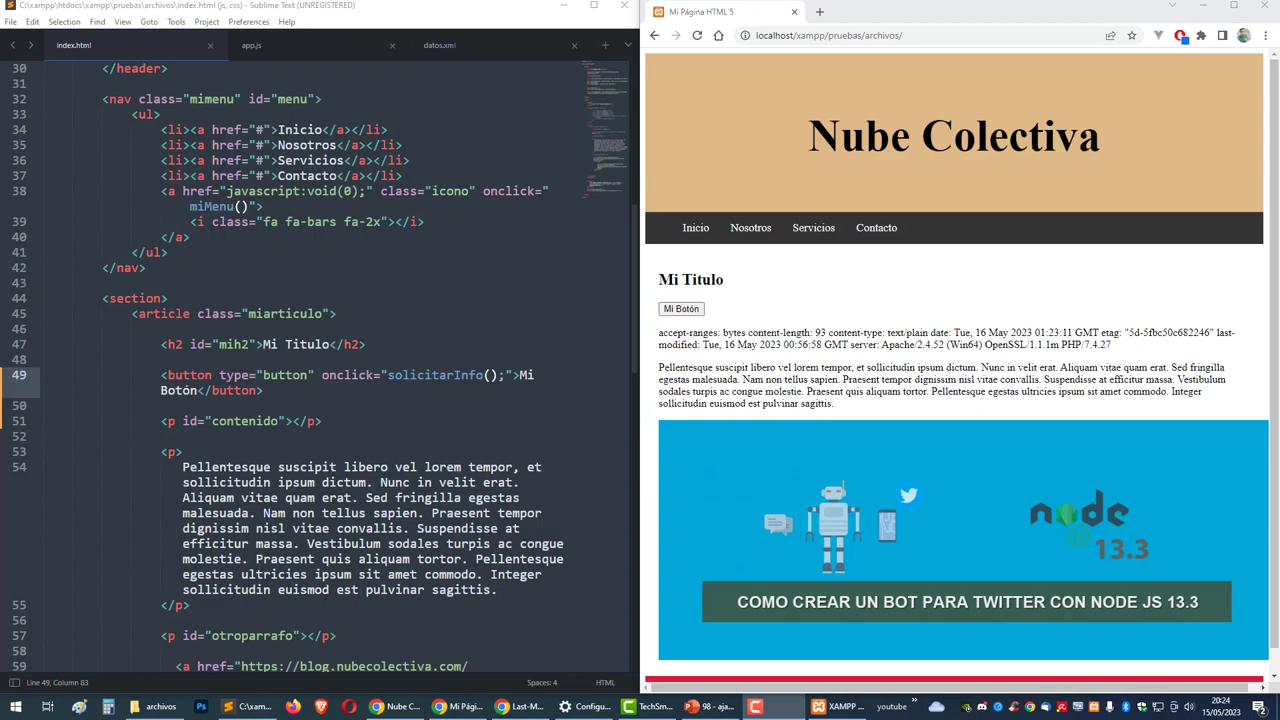 C:\xampp\htdocs\xampp\pruebas\archivos\index.html (js, css) - Sublime Text (UNREGISTERED)
File Edit Selection Find View Goto Tools Project Preferences Help
index.html app.js datos.xml
30 </header>
31
32 <nav class="mimenu" id="menu">
33 <ul>
34 <li><a href="#">Inicio</a></li>
35 <li><a href="#">Nosotros</a></li>
36 <li><a href="#">Servicios</a></li>
37 <li><a href="#">Contacto</a></li>
38 <a href="javascript:void(0);" class="icono" onclick="
miMenu()">
39 <i class="fa fa-bars fa-2x"></i>
40 </a>
41 </ul>
42 </nav>
43
44 <section>
45 <article class="miarticulo">
46
47 <h2 id="mih2">Mi Titulo</h2>
48
49 <button type="button" onclick="solicitarInfo();">Mi
Botón</button>
50
51 <p id="contenido"></p>
52
53 <p>
54 Pellentesque suscipit libero vel lorem tempor, et
sollicitudin ipsum dictum. Nunc in velit erat.
Aliquam vitae quam erat. Sed fringilla egestas
malesuada. Nam non tellus sapien. Praesent tempor
dignissim nisl vitae convallis. Suspendisse at
efficitur massa. Vestibulum sodales turpis ac congue
molestie. Praesent quis aliquam tortor. Pellentesque
egestas ultricies ipsum sit amet commodo. Integer
sollicitudin euismod est pulvinar sagittis.
55 </p>
56
57 <p id="otroparrafo"></p>
58
59 <a href="https://blog.nubecolectiva.com/
Line 49, Column 83 Spaces: 4 HTML
Mi Página HTML 5
localhost/xampp/pruebas/archivos/
Nube Colectiva
Inicio Nosotros Servicios Contacto
Mi Titulo
Mi Botón
accept-ranges: bytes content-length: 93 content-type: text/plain date: Tue, 16 May 2023 01:23:11 GMT etag: "5d-5fbc50c682246" last-
modified: Tue, 16 May 2023 00:56:58 GMT server: Apache/2.4.52 (Win64) OpenSSL/1.1.1m PHP/7.4.27
Pellentesque suscipit libero vel lorem tempor, et sollicitudin ipsum dictum. Nunc in velit erat. Aliquam vitae quam erat. Sed fringilla
egestas malesuada. Nam non tellus sapien. Praesent tempor dignissim nisl vitae convallis. Suspendisse at efficitur massa. Vestibulum
sodales turpis ac congue molestie. Praesent quis aliquam tortor. Pellentesque egestas ultricies ipsum sit amet commodo. Integer
sollicitudin euismod est pulvinar sagittis.
node
13.3
COMO CREAR UN BOT PARA TWITTER CON NODE JS 13.3
archivos C:\xam... Nube C... Mi Pág... Last-M... Configu... TechSm... 98 - aja... XAMPP ... youtube
20:24
15/05/2023